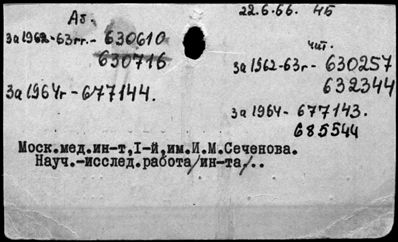 Аб.
22.6.66. 4Б
за 1962-63гг.- 630610
630716
чит.
за 1962-63г- 630257
632344
за 1964г-677144.
за 1964- 677143.
685544
Моск.мед.ин-т,I-й,им.И.М.Сеченова.
Науч.-исслед.работа/ин-та/..